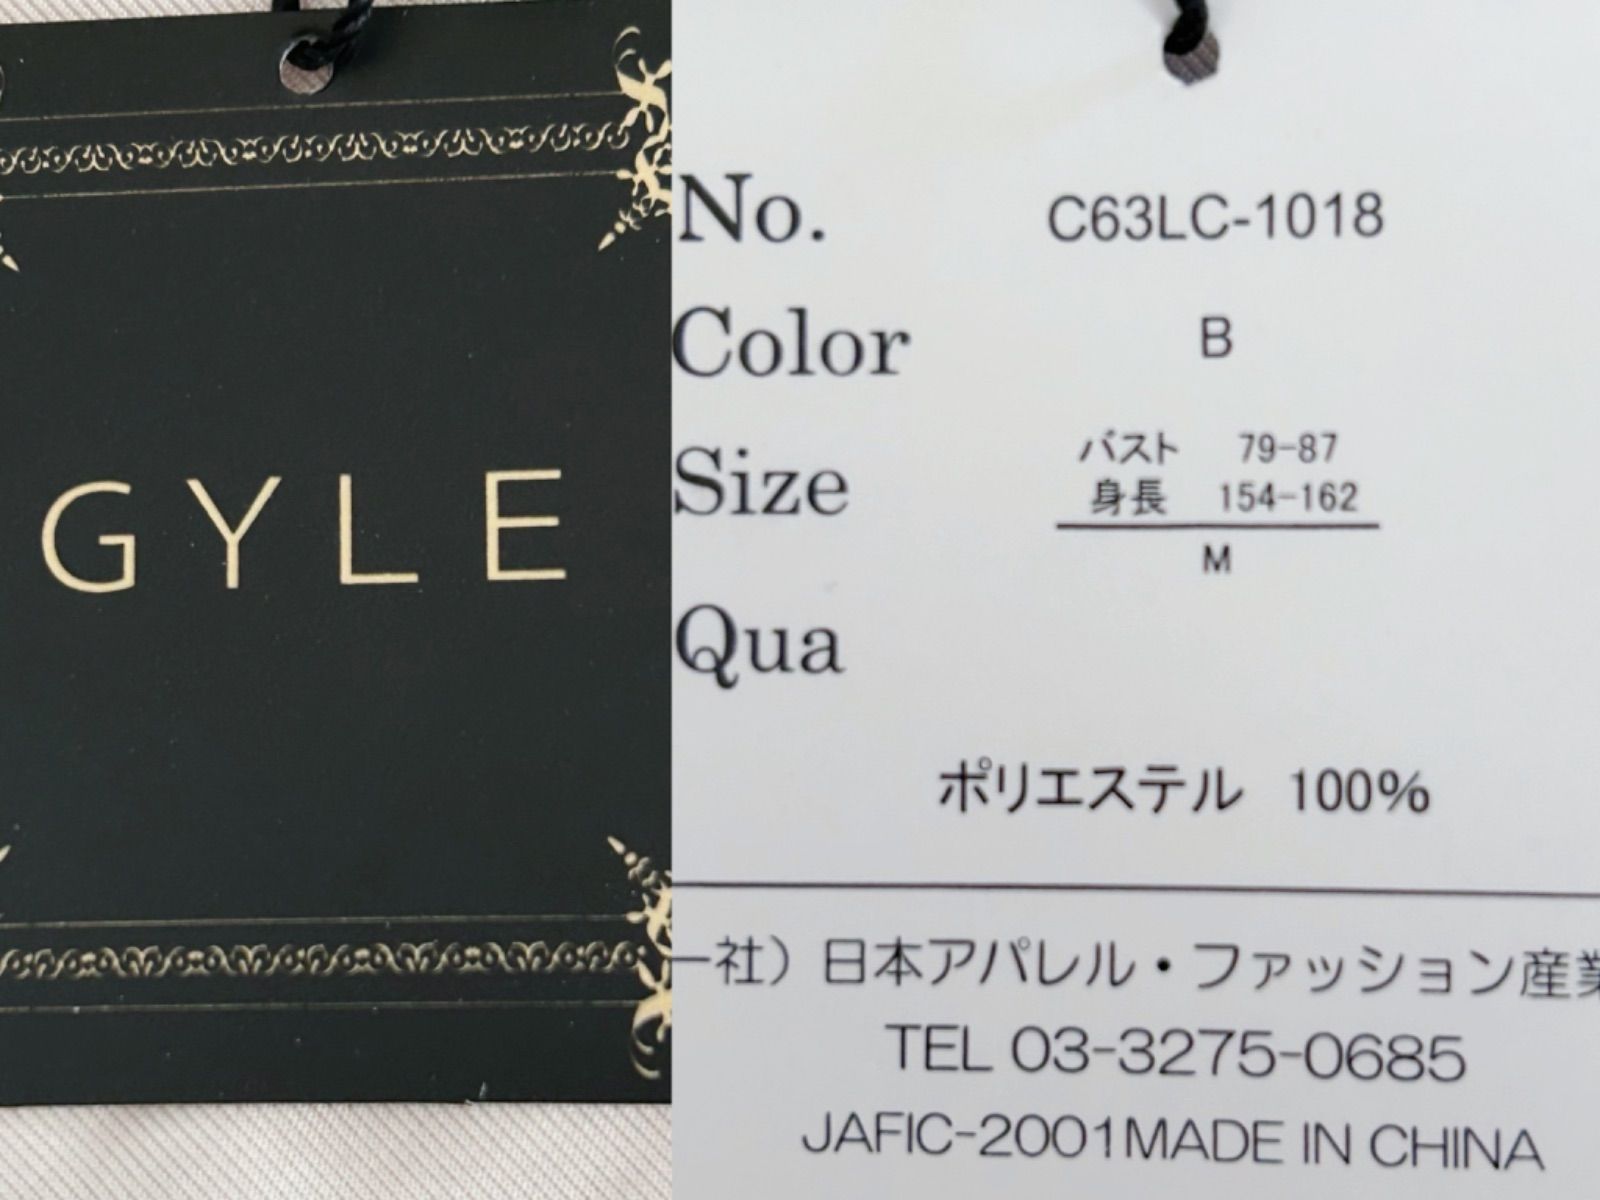 GYLE
No. C63LC-1018
Color B
Size バスト 79-87
身長 154-162
M
Qua
ポリエステル 100%
一社）日本アパレル・ファッション産業
TEL 03-3275-0685
JAFIC-2001MADE IN CHINA